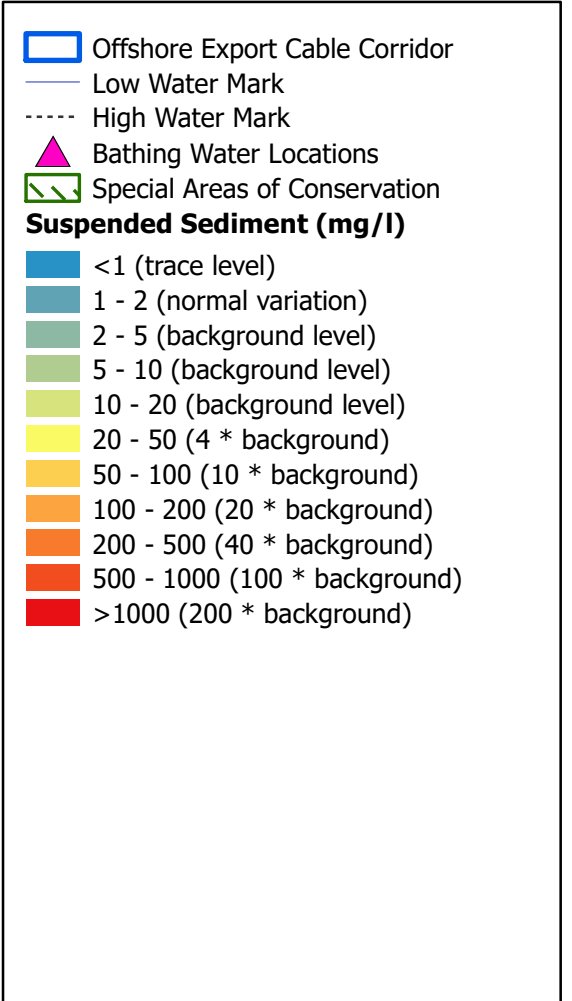 Offshore Export Cable Corridor
Low Water Mark
High Water Mark
Bathing Water Locations
Special Areas of Conservation
Suspended Sediment (mg/l)
<1 (trace level)
1 - 2 (normal variation)
2 - 5 (background level)
5 - 10 (background level)
10 - 20 (background level)
20 - 50 (4 * background)
50 - 100 (10 * background)
100 - 200 (20 * background)
200 - 500 (40 * background)
500 - 1000 (100 * background)
>1000 (200 * background)